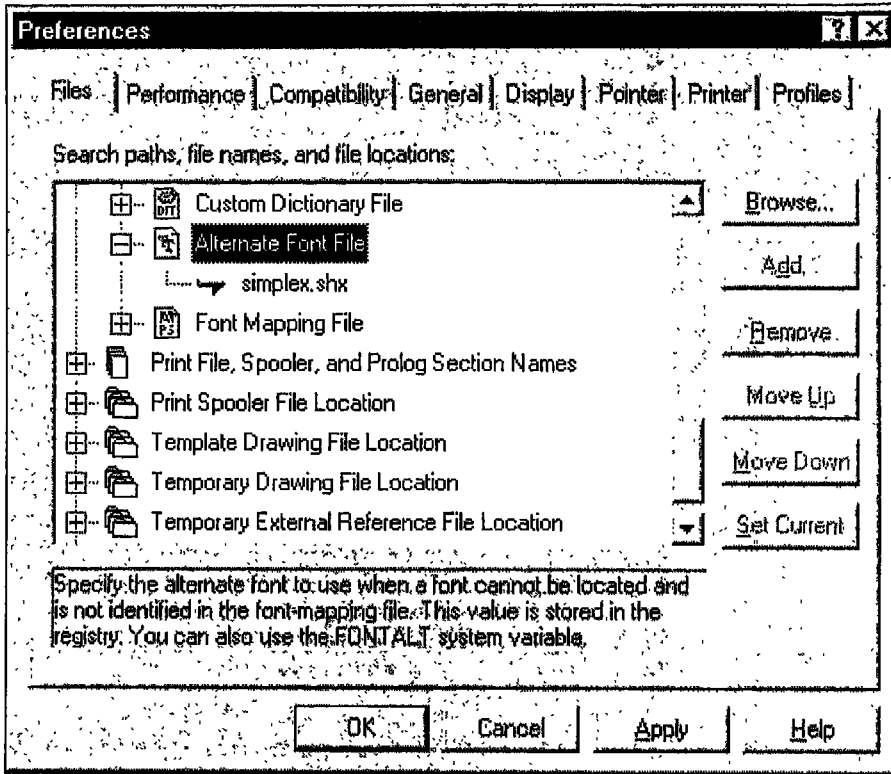 Preferences
Files Performance Compatibility General Display Pointer Printer Profiles
Search paths, file names, and file locations:
Custom Dictionary File
Alternate Font File
simplex.shx
Font Mapping File
Print File, Spooler, and Prolog Section Names
Print Spooler File Location
Template Drawing File Location
Temporary Drawing File Location
Temporary External Reference File Location
Browse...
Add.
Remove
Move Up
Move Down
Set Current
Specify the alternate font to use when a font cannot be located and
is not identified in the font-mapping file. This value is stored in the
registry. You can also use the FONTALT system variable.
OK Cancel Apply Help